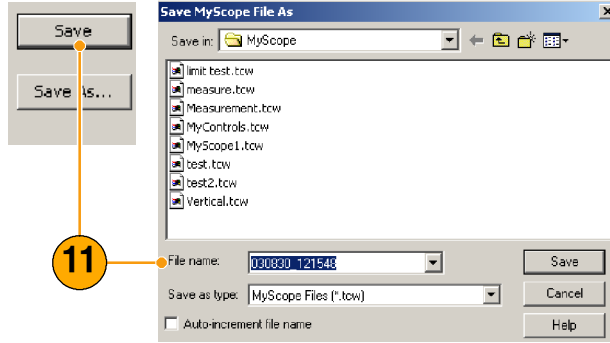 Save
Save As...
11
Save MyScope File As
Save in: MyScope
limit test.tcw
measure.tcw
Measurement.tcw
MyControls.tcw
MyScope1.tcw
test.tcw
test2.tcw
Vertical.tcw
File name: 030830_121548 Save
Save as type: MyScope Files (*.tcw) Cancel
Auto-increment file name Help